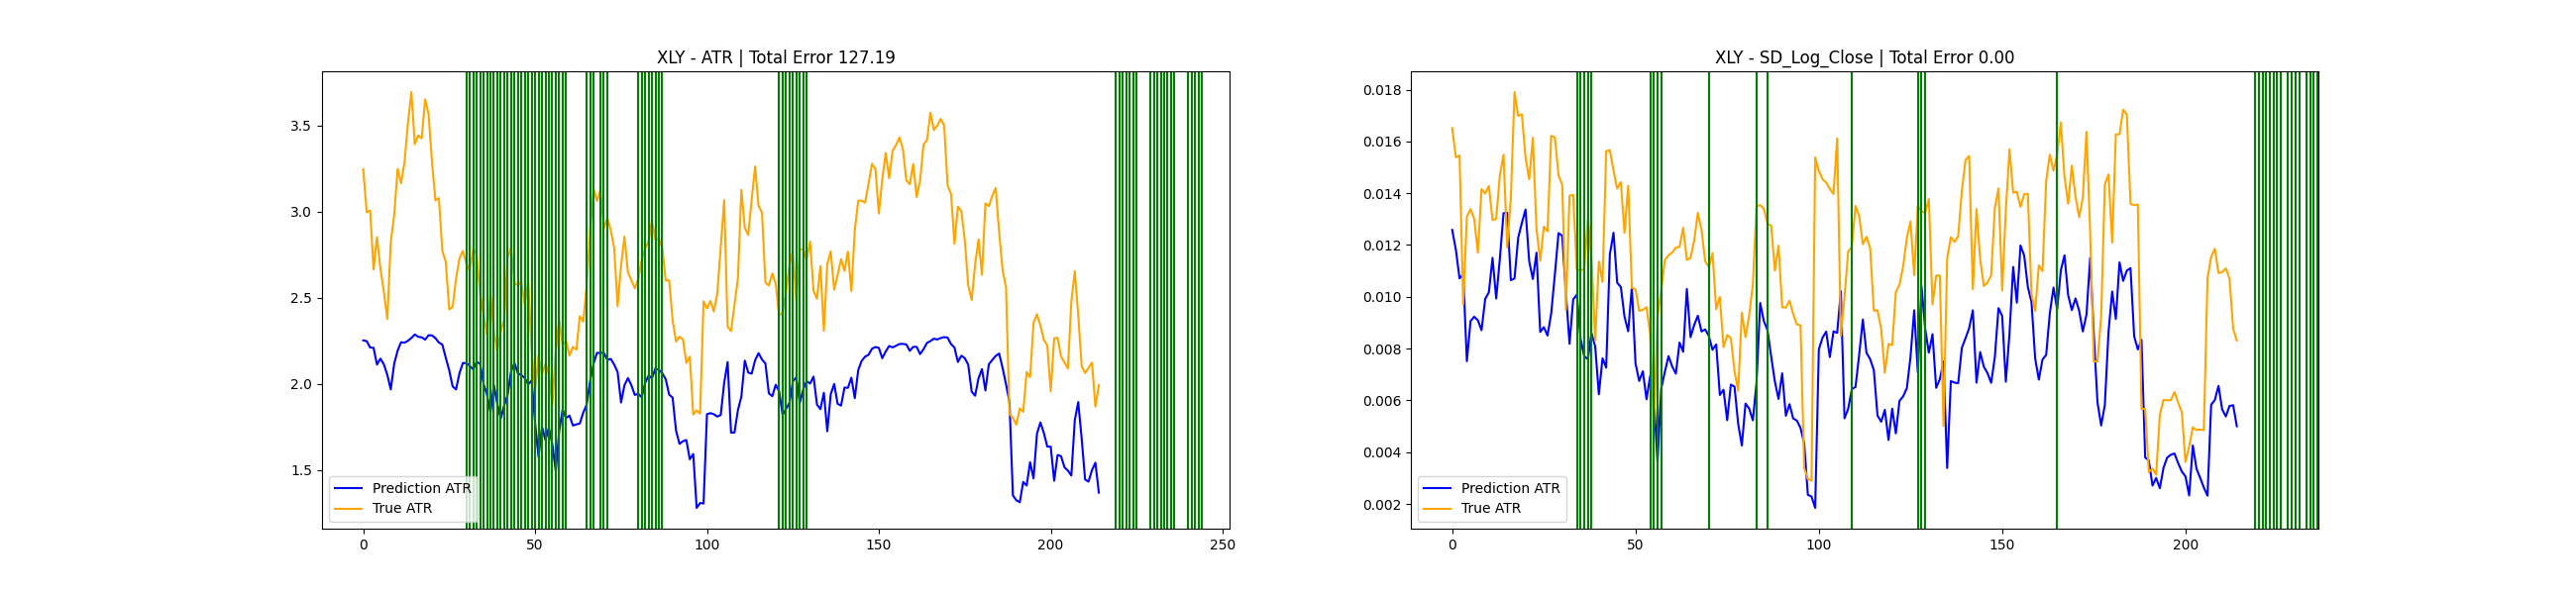 XLY - ATR | Total Error 127.19
3.5
3.0
2.5
2.0
1.5
0 50 100 150 200 250
Prediction ATR
True ATR
XLY - SD_Log_Close | Total Error 0.00
0.018
0.016
0.014
0.012
0.010
0.008
0.006
0.004
0.002
0 50 100 150 200
Prediction ATR
True ATR